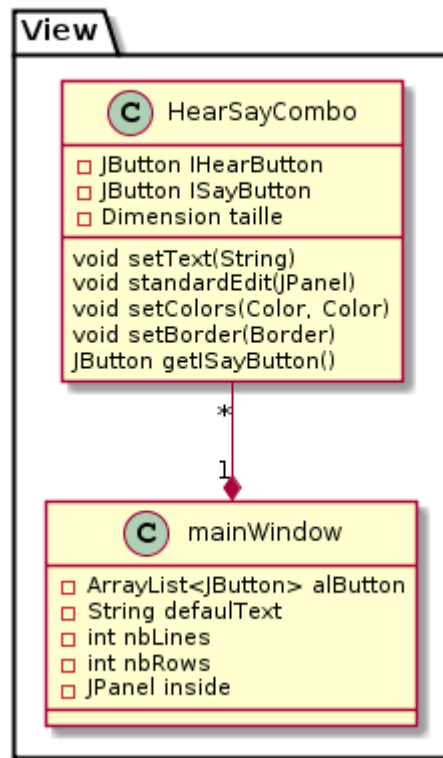 View
C HearSayCombo
JButton IHearButton
JButton ISayButton
Dimension taille
void setText(String)
void standardEdit(JPanel)
void setColors(Color, Color)
void setBorder(Border)
JButton getISayButton()
*
1
C mainWindow
ArrayList<JButton> alButton
String defaulText
int nbLines
int nbRows
JPanel inside